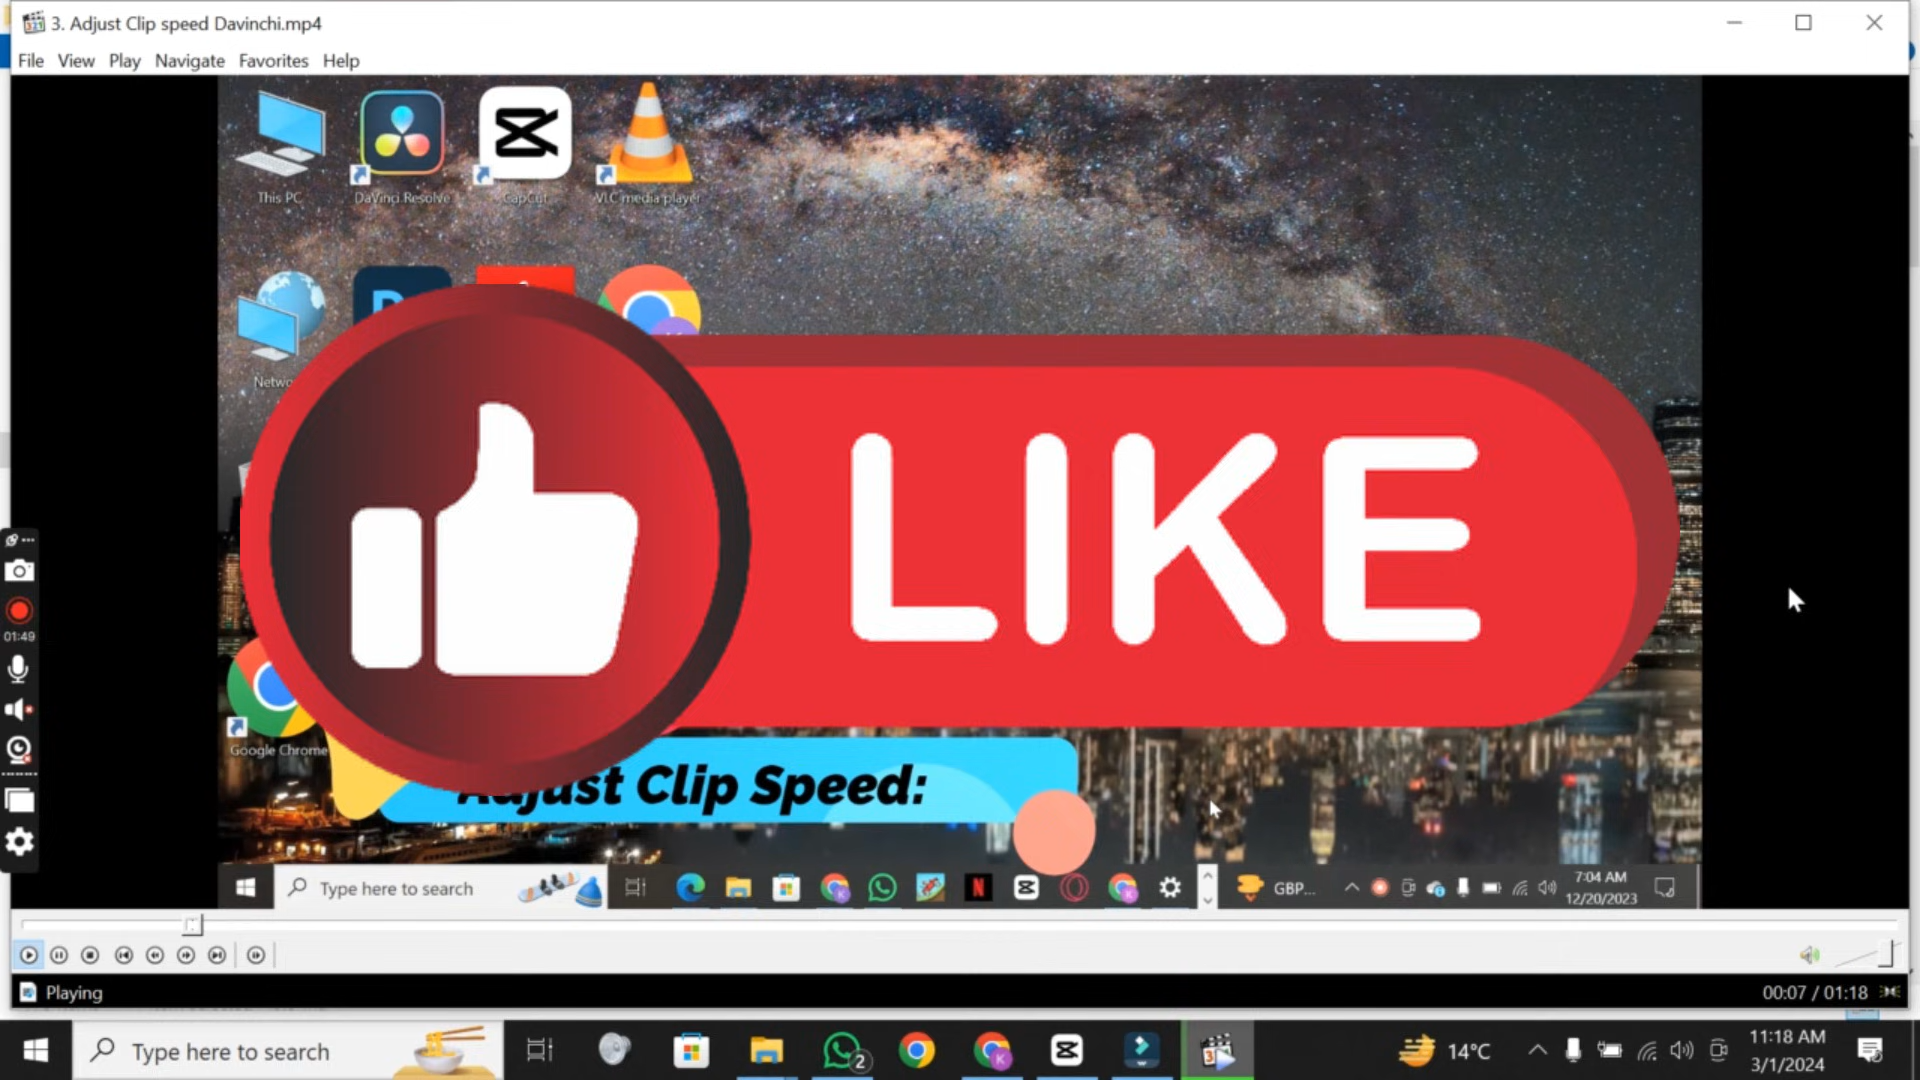 3. Adjust Clip speed Davinchi.mp4
File View Play Navigate Favorites Help
This PC
DaVinci Resolve
CapCut
VLC media player
LIKE
01:49
Google Chrome
Adjust Clip Speed:
Type here to search
GBP...
7:04 AM
12/20/2023
Playing
00:07 / 01:18
Type here to search
2
14°C
11:18 AM
3/1/2024